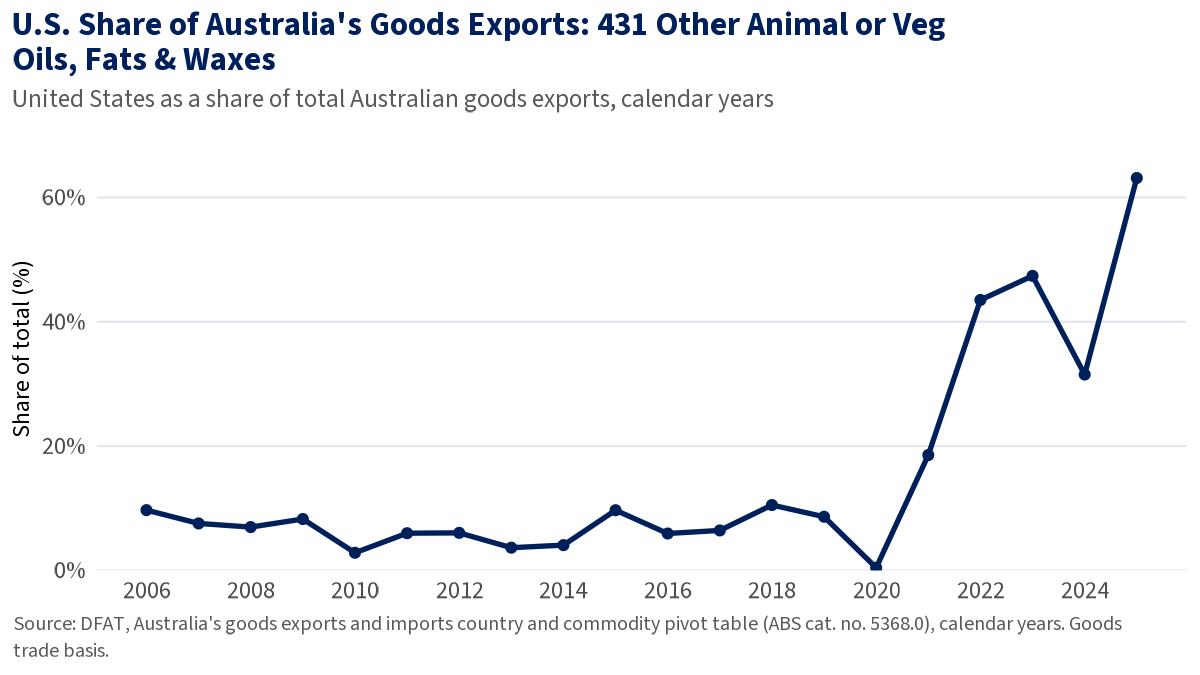 U.S. Share of Australia's Goods Exports: 431 Other Animal or Veg
Oils, Fats & Waxes
United States as a share of total Australian goods exports, calendar years
60%
40%
20%
0%
Share of total (%)
2006 2008 2010 2012 2014 2016 2018 2020 2022 2024
Source: DFAT, Australia's goods exports and imports country and commodity pivot table (ABS cat. no. 5368.0), calendar years. Goods
trade basis.